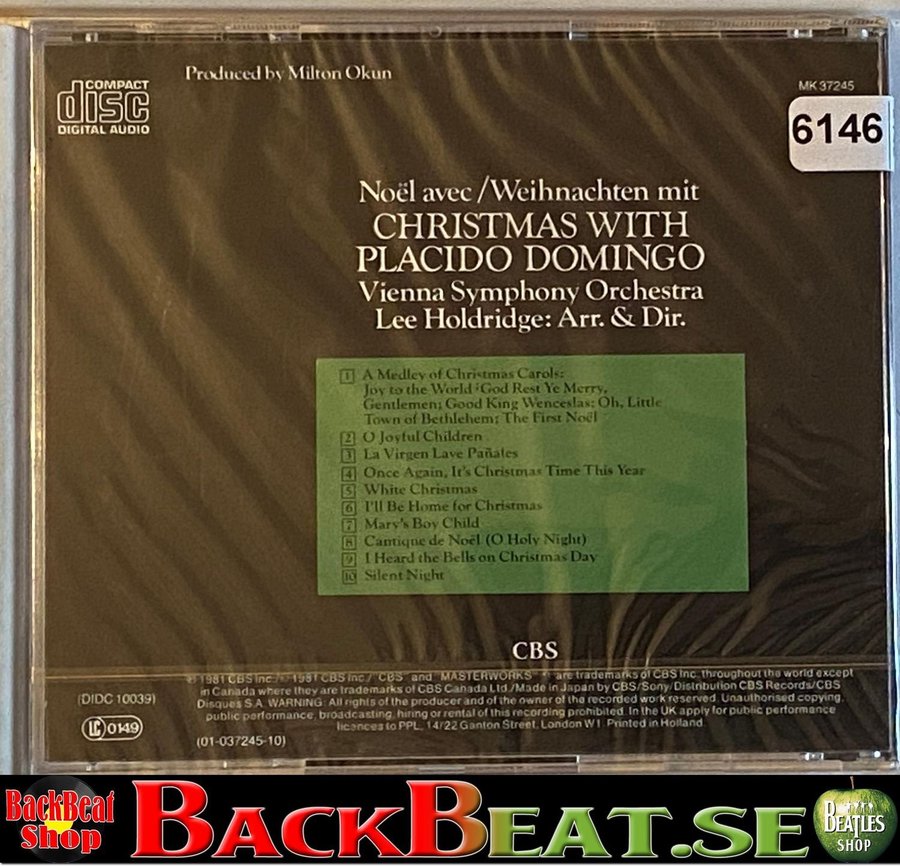 COMPACT
disc
DIGITAL AUDIO
Produced by Milton Okun
MK 37245
6146
Noël avec/Weihnachten mit
CHRISTMAS WITH
PLACIDO DOMINGO
Vienna Symphony Orchestra
Lee Holdridge: Arr. & Dir.
1 A Medley of Christmas Carols:
Joy to the World; God Rest Ye Merry,
Gentlemen; Good King Wenceslas; Oh, Little
Town of Bethlehem; The First Noël
2 O Joyful Children
3 La Virgen Lave Pañales
4 Once Again, It's Christmas Time This Year
5 White Christmas
6 I'll Be Home for Christmas
7 Mary's Boy Child
8 Cantique de Noël (O Holy Night)
9 I Heard the Bells on Christmas Day
10 Silent Night
CBS
℗ 1981 CBS Inc./© 1981 CBS Inc./"CBS" and "MASTERWORKS" are trademarks of CBS Inc. throughout the world except
in Canada where they are trademarks of CBS Canada Ltd./Made in Japan by CBS/Sony/Distribution CBS Records/CBS
Disques S.A. WARNING: All rights of the producer and of the owner of the recorded work reserved. Unauthorised copying,
public performance, broadcasting, hiring or rental of this recording prohibited. In the UK apply for public performance
licences to PPL, 14/22 Ganton Street, London W1. Printed in Holland.
(DIDC 10039)
LC 0149
(01-037245-10)
BackBeat
Shop
BACKBEAT.SE
BEATLES
SHOP